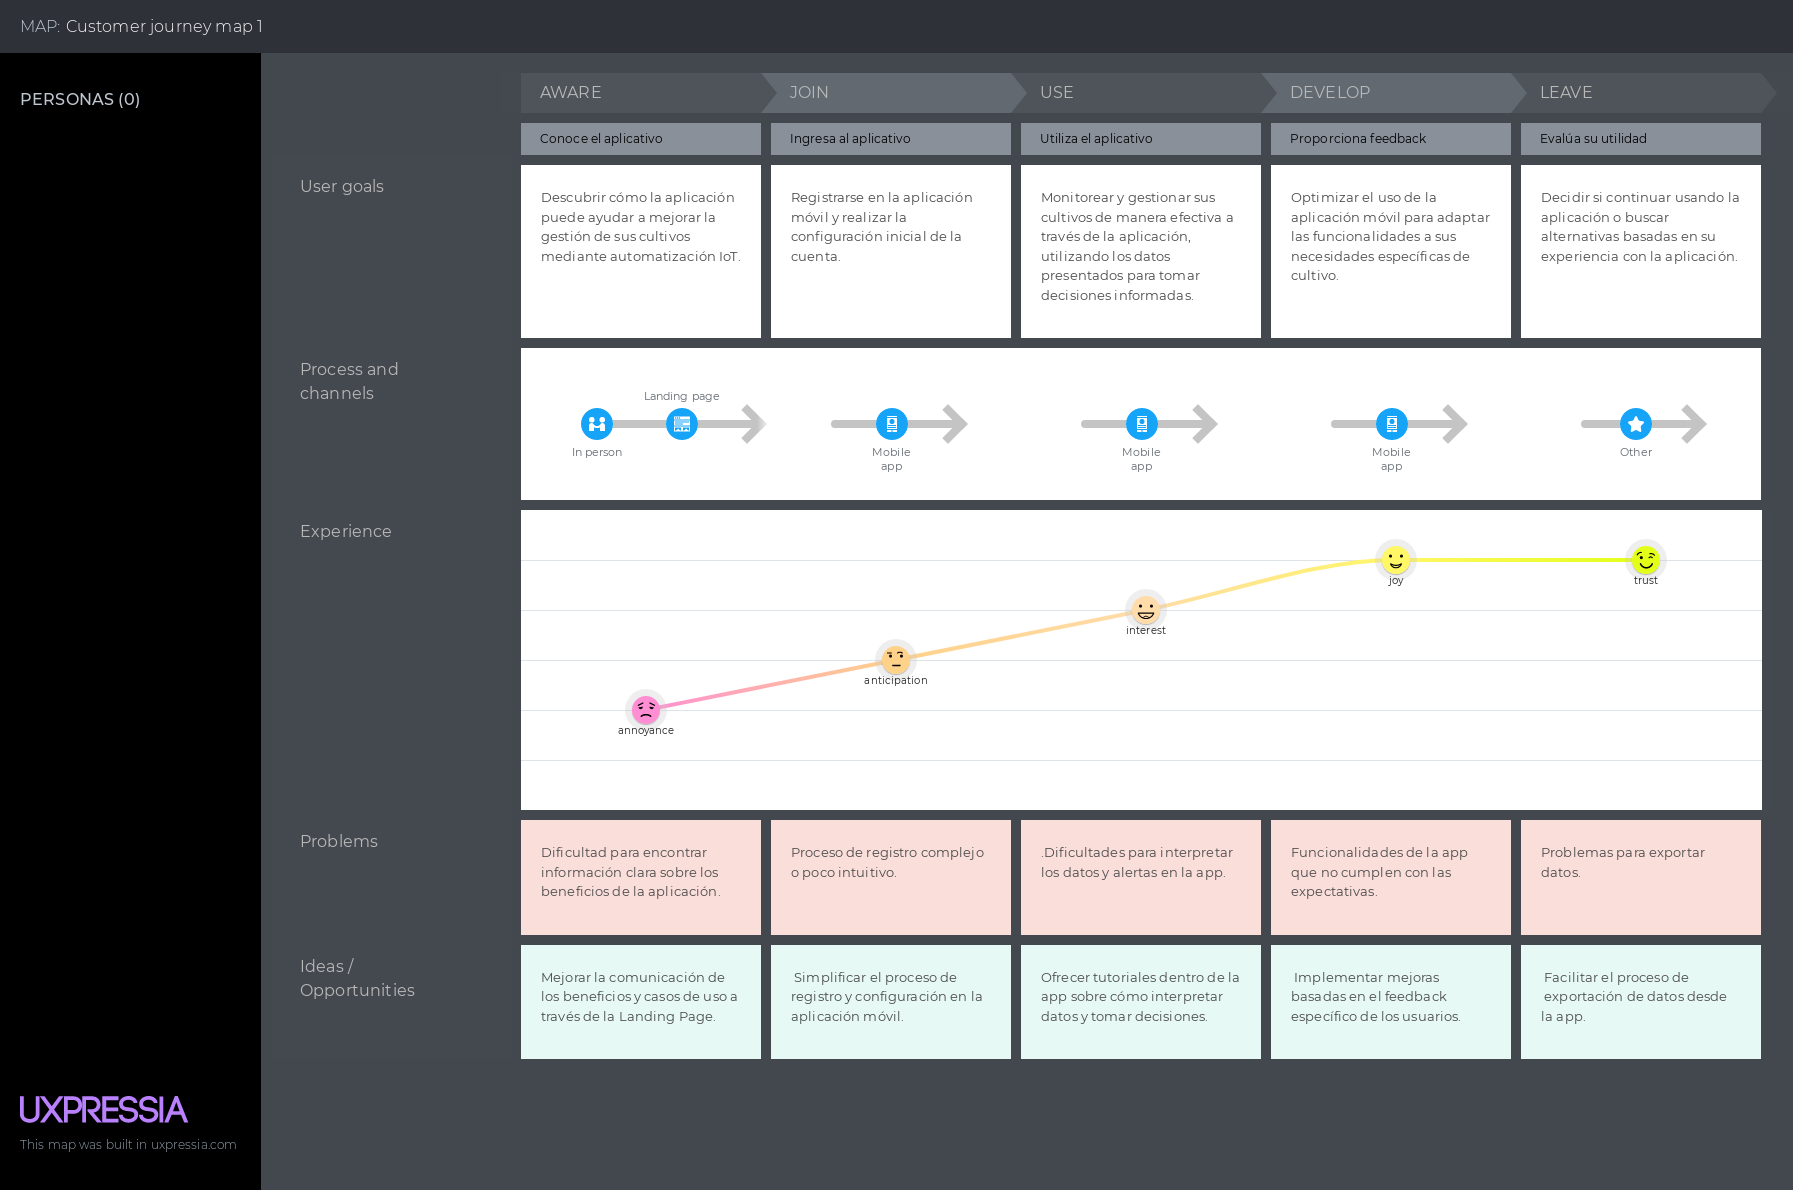 MAP: Customer journey map 1
PERSONAS (0)
AWARE
JOIN
USE
DEVELOP
LEAVE
Conoce el aplicativo
Ingresa al aplicativo
Utiliza el aplicativo
Proporciona feedback
Evalúa su utilidad
User goals
Descubrir cómo la aplicación
puede ayudar a mejorar la
gestión de sus cultivos
mediante automatización IoT.
Registrarse en la aplicación
móvil y realizar la
configuración inicial de la
cuenta.
Monitorear y gestionar sus
cultivos de manera efectiva a
través de la aplicación,
utilizando los datos
presentados para tomar
decisiones informadas.
Optimizar el uso de la
aplicación móvil para adaptar
las funcionalidades a sus
necesidades específicas de
cultivo.
Decidir si continuar usando la
aplicación o buscar
alternativas basadas en su
experiencia con la aplicación.
Process and
channels
In person
Landing page
Mobile
app
Mobile
app
Mobile
app
Other
Experience
annoyance
anticipation
interest
joy
trust
Problems
Dificultad para encontrar
información clara sobre los
beneficios de la aplicación.
Proceso de registro complejo
o poco intuitivo.
.Dificultades para interpretar
los datos y alertas en la app.
Funcionalidades de la app
que no cumplen con las
expectativas.
Problemas para exportar
datos.
Ideas /
Opportunities
Mejorar la comunicación de
los beneficios y casos de uso a
través de la Landing Page.
Simplificar el proceso de
registro y configuración en la
aplicación móvil.
Ofrecer tutoriales dentro de la
app sobre cómo interpretar
datos y tomar decisiones.
Implementar mejoras
basadas en el feedback
específico de los usuarios.
Facilitar el proceso de
exportación de datos desde
la app.
UXPRESSIA
This map was built in uxpressia.com